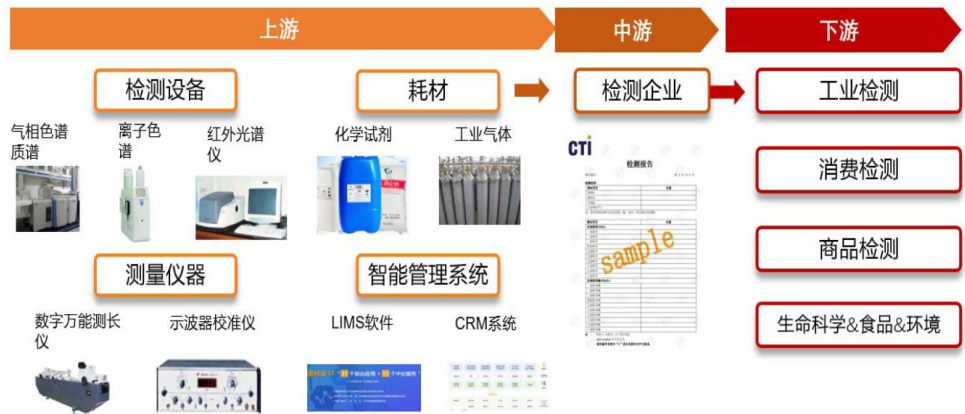 上游
中游
下游
检测设备
耗材
检测企业
工业检测
气相色谱
质谱
离子色
谱
红外光谱
仪
化学试剂
工业气体
CTi
检测报告
sample
消费检测
商品检测
测量仪器
智能管理系统
数字万能测长
仪
示波器校准仪
LIMS软件
CRM系统
生命科学&食品&环境